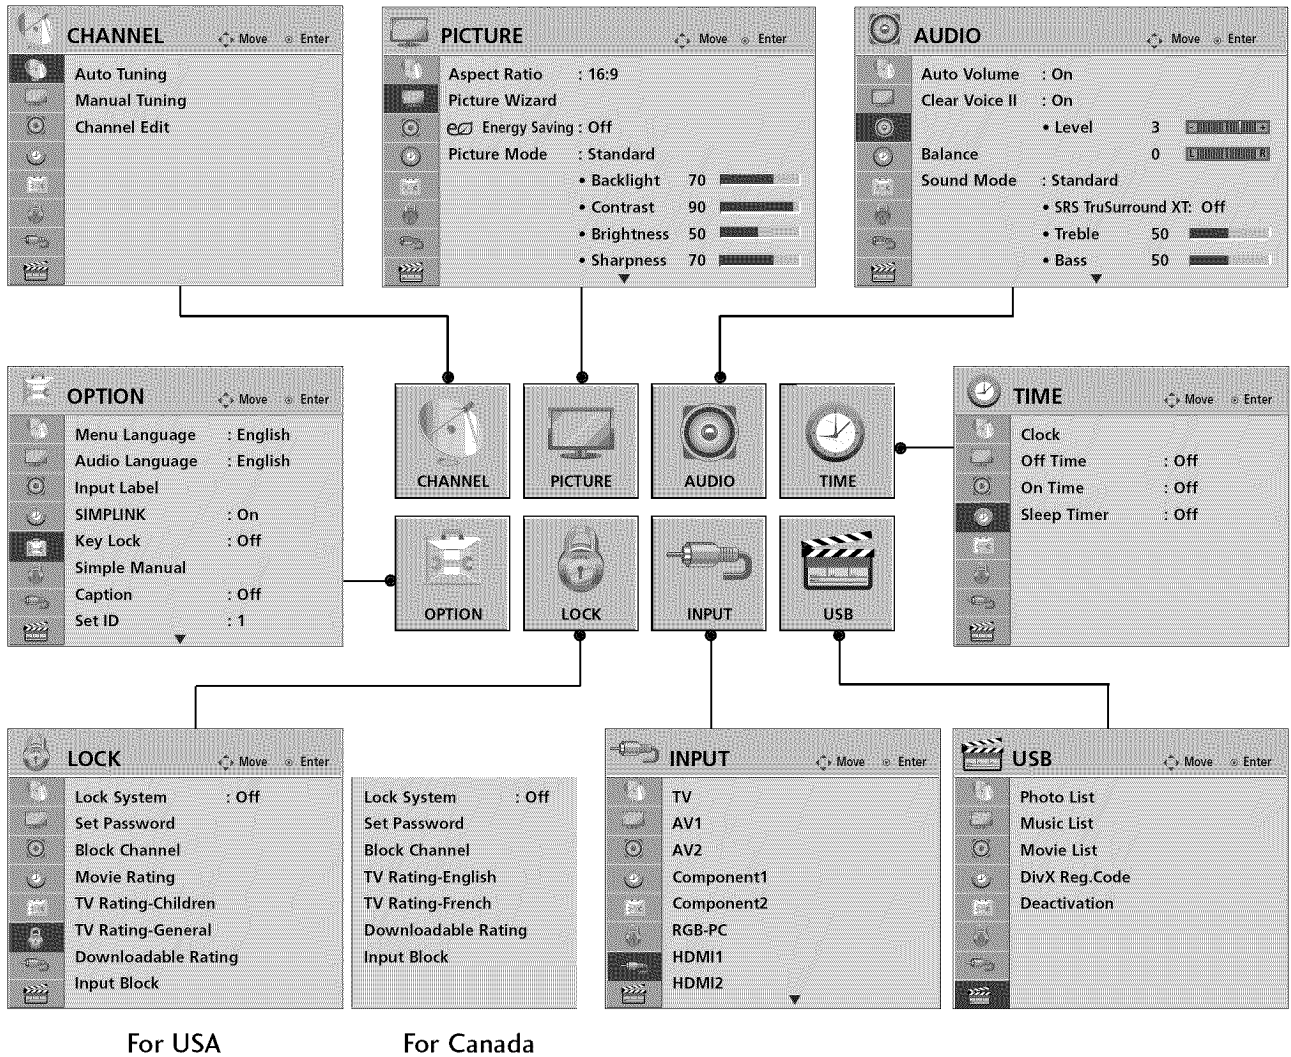 CHANNEL Move Enter
Auto Tuning
Manual Tuning
Channel Edit
PICTURE Move Enter
Aspect Ratio : 16:9
Picture Wizard
Energy Saving : Off
Picture Mode : Standard
• Backlight 70
• Contrast 90
• Brightness 50
• Sharpness 70
AUDIO Move Enter
Auto Volume : On
Clear Voice II : On
• Level 3 - +
Balance 0 L R
Sound Mode : Standard
• SRS TruSurround XT: Off
• Treble 50
• Bass 50
OPTION Move Enter
Menu Language : English
Audio Language : English
Input Label
SIMPLINK : On
Key Lock : Off
Simple Manual
Caption : Off
Set ID : 1
CHANNEL
PICTURE
AUDIO
TIME
OPTION
LOCK
INPUT
USB
TIME Move Enter
Clock
Off Time : Off
On Time : Off
Sleep Timer : Off
LOCK Move Enter
Lock System : Off
Set Password
Block Channel
Movie Rating
TV Rating-Children
TV Rating-General
Downloadable Rating
Input Block
For USA
Lock System : Off
Set Password
Block Channel
TV Rating-English
TV Rating-French
Downloadable Rating
Input Block
For Canada
INPUT Move Enter
TV
AV1
AV2
Component1
Component2
RGB-PC
HDMI1
HDMI2
USB Move Enter
Photo List
Music List
Movie List
DivX Reg.Code
Deactivation